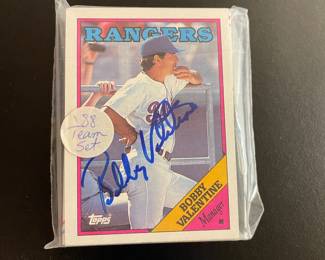 RANGERS
'88
Team
Set
Bobby Valentine
Topps
BOBBY
VALENTINE
Manager